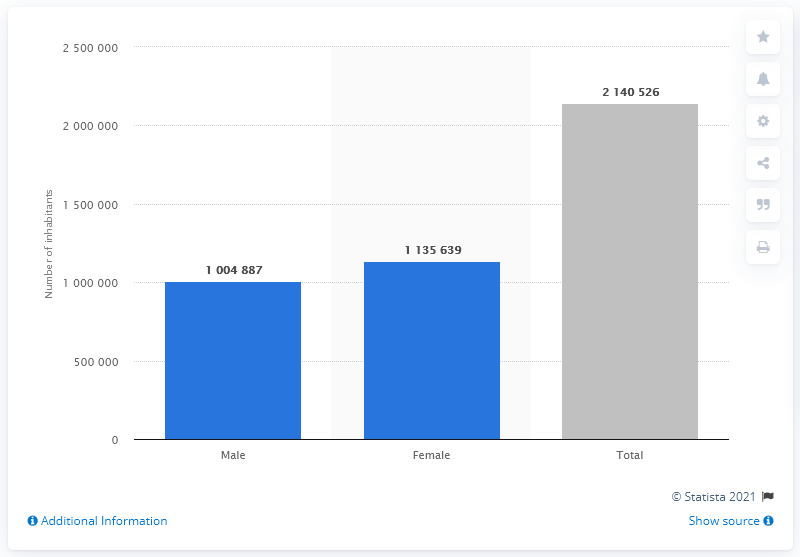 2 500 000
2 000 000
1 500 000
1 000 000
500 000
0
Number of inhabitants
1 004 887
1 135 639
2 140 526
Male
Female
Total
© Statista 2021
Additional Information
Show source